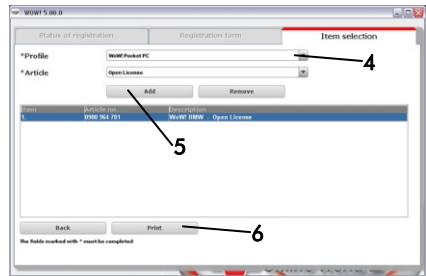 WOW! 5.00.0
Status of registration Registration form Item selection
*Profile WoW! Pocket PC 4
*Article Open License
Add Remove
Item Article no. Description
1. 0980 964 701 WoW! BMW - Open License
5
Back Print 6
The fields marked with * must be completed